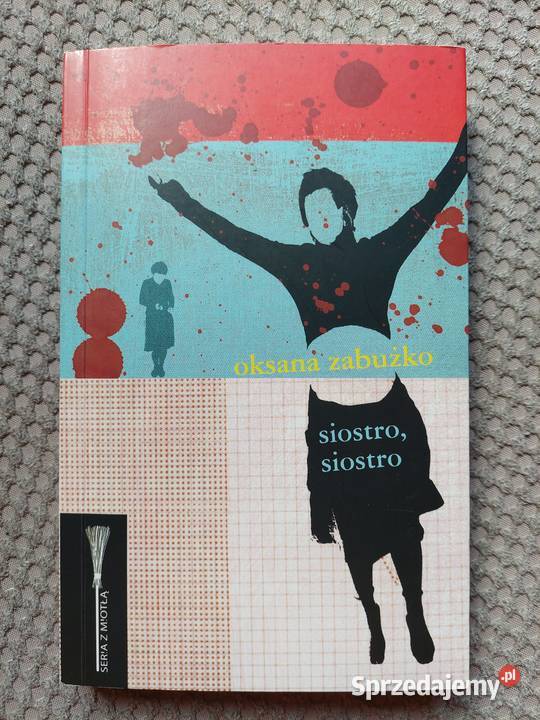 oksana zabużko
siostro,
siostro
SERIA Z MIOTŁĄ
Sprzedajemy.pl